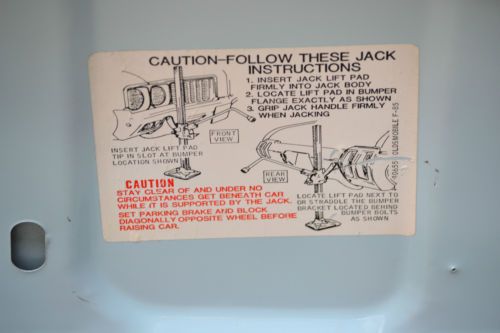 CAUTION-FOLLOW THESE JACK
INSTRUCTIONS
1. INSERT JACK LIFT PAD
FIRMLY INTO JACK BODY
2. LOCATE LIFT PAD IN BUMPER
FLANGE EXACTLY AS SHOWN
3. GRIP JACK HANDLE FIRMLY
WHEN JACKING
FRONT
VIEW
INSERT JACK LIFT PAD
TIP IN SLOT AT BUMPER
LOCATION SHOWN
REAR
VIEW
CAUTION
STAY CLEAR OF AND UNDER NO
CIRCUMSTANCES GET BENEATH CAR
WHILE IT IS SUPPORTED BY THE JACK.
SET PARKING BRAKE AND BLOCK
DIAGONALLY OPPOSITE WHEEL BEFORE
RAISING CAR.
LOCATE LIFT PAD NEXT TO
OR STRADDLE THE BUMPER
BRACKET LOCATED BEHIND
BUMPER BOLTS
AS SHOWN
OLDSMOBILE F-85